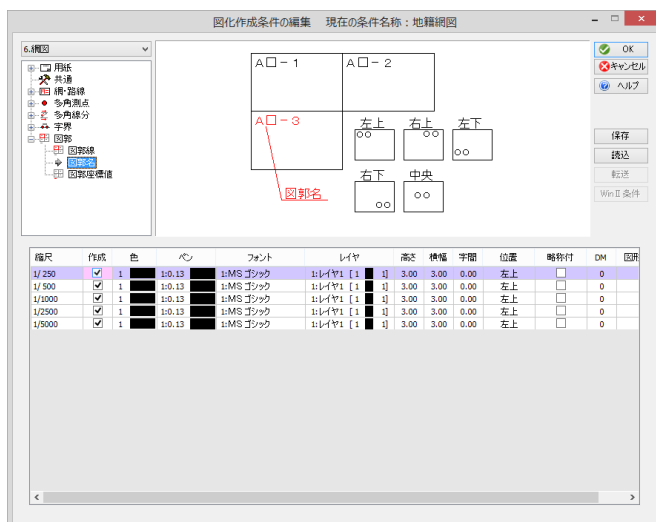 図化作成条件の編集 現在の条件名称：地籍網図
6.網図
用紙
共通
網・路線
多角測点
多角線分
字界
図郭
図郭線
図郭名
図郭座標値
A□－1
A□－2
A□－3
図郭名
左上
右上
左下
右下
中央
OK
キャンセル
ヘルプ
保存
読込
転送
WinⅡ条件
縮尺 作成 色 ペン フォント レイヤ 高さ 横幅 字間 位置 略称付 DM 図形
1/ 250 1 1:0.13 1:MS ゴシック 1:レイヤ1 [ 1 1] 3.00 3.00 0.00 左上 0
1/ 500 1 1:0.13 1:MS ゴシック 1:レイヤ1 [ 1 1] 3.00 3.00 0.00 左上 0
1/1000 1 1:0.13 1:MS ゴシック 1:レイヤ1 [ 1 1] 3.00 3.00 0.00 左上 0
1/2500 1 1:0.13 1:MS ゴシック 1:レイヤ1 [ 1 1] 3.00 3.00 0.00 左上 0
1/5000 1 1:0.13 1:MS ゴシック 1:レイヤ1 [ 1 1] 3.00 3.00 0.00 左上 0